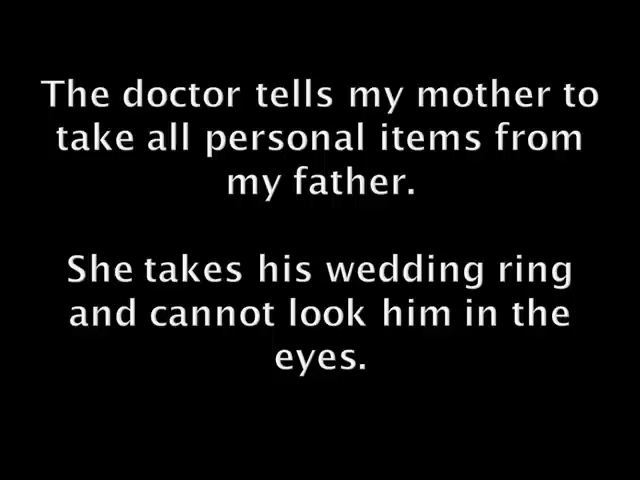 The doctor tells my mother to
take all personal items from
my father.
She takes his wedding ring
and cannot look him in the
eyes.